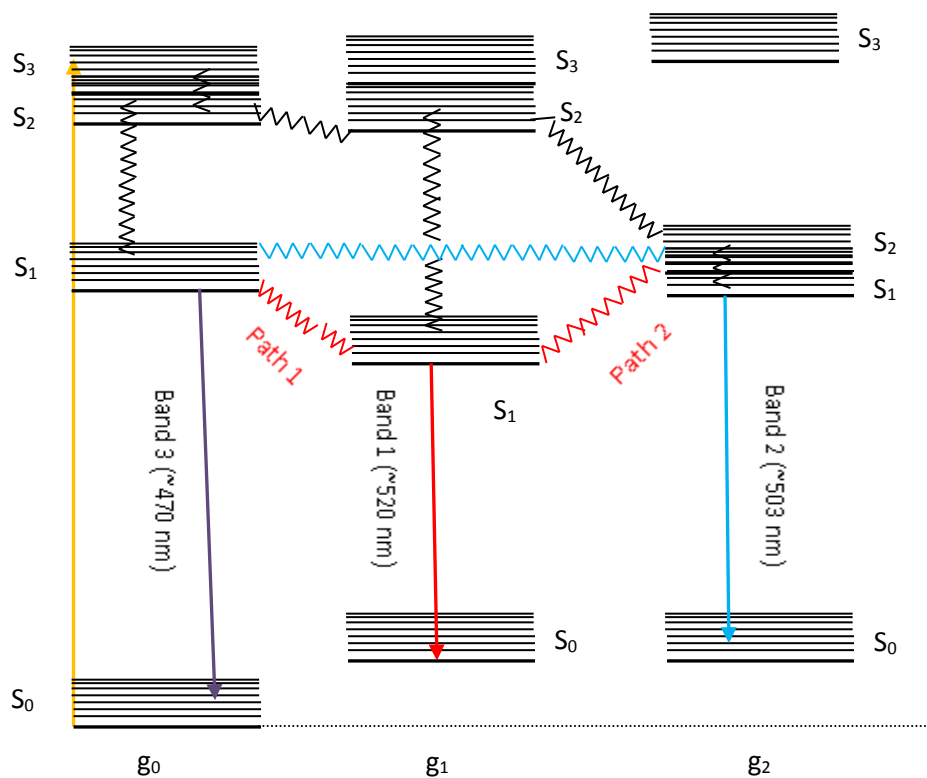 S₃
S₃
S₃
S₂
S₂
S₂
S₁
S₁
Path 1
Path 2
S₁
Band 3 (~470 nm)
Band 1 (~520 nm)
Band 2 (~503 nm)
S₀
S₀
S₀
g₀
g₁
g₂